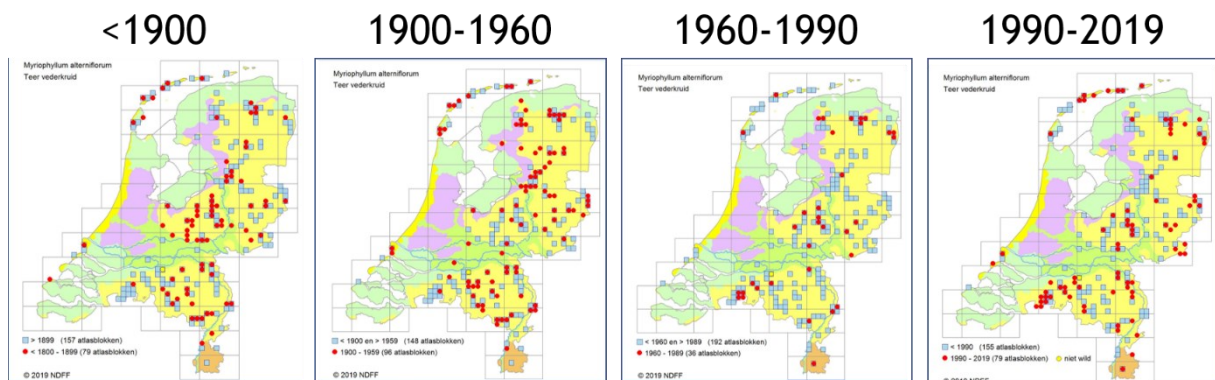 <1900
Myriophyllum alterniflorum
Teer vederkruid
> 1899 (157 atlasblokken)
< 1800 - 1899 (79 atlasblokken)
© 2019 NDFF
1900-1960
Myriophyllum alterniflorum
Teer vederkruid
< 1900 en > 1959 (148 atlasblokken)
1900 - 1959 (96 atlasblokken)
© 2019 NDFF
1960-1990
Myriophyllum alterniflorum
Teer vederkruid
< 1960 en > 1989 (192 atlasblokken)
1960 - 1989 (36 atlasblokken)
© 2019 NDFF
1990-2019
Myriophyllum alterniflorum
Teer vederkruid
< 1990 (155 atlasblokken)
1990 - 2019 (79 atlasblokken) niet wild
© 2019 NDFF